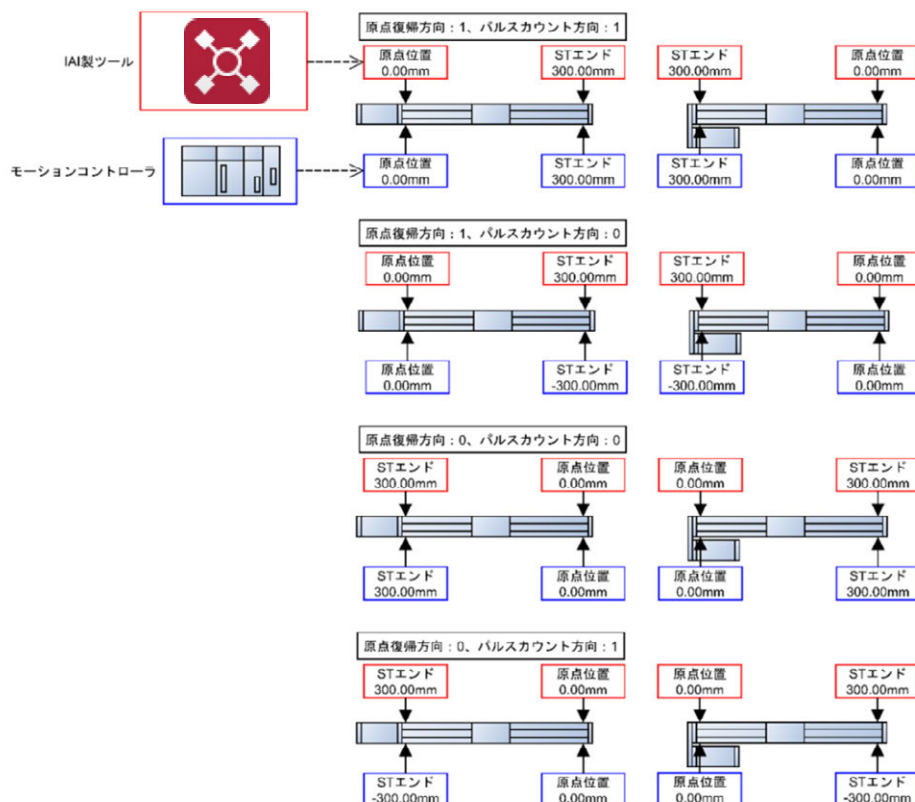 原点復帰方向：1、パルスカウント方向：1
IAI製ツール
原点位置
0.00mm
STエンド
300.00mm
STエンド
300.00mm
原点位置
0.00mm
モーションコントローラ
原点位置
0.00mm
STエンド
300.00mm
STエンド
300.00mm
原点位置
0.00mm
原点復帰方向：1、パルスカウント方向：0
原点位置
0.00mm
STエンド
300.00mm
STエンド
300.00mm
原点位置
0.00mm
原点位置
0.00mm
STエンド
-300.00mm
STエンド
-300.00mm
原点位置
0.00mm
原点復帰方向：0、パルスカウント方向：0
STエンド
300.00mm
原点位置
0.00mm
原点位置
0.00mm
STエンド
300.00mm
STエンド
300.00mm
原点位置
0.00mm
原点位置
0.00mm
STエンド
300.00mm
原点復帰方向：0、パルスカウント方向：1
STエンド
300.00mm
原点位置
0.00mm
原点位置
0.00mm
STエンド
300.00mm
STエンド
-300.00mm
原点位置
0.00mm
原点位置
0.00mm
STエンド
-300.00mm